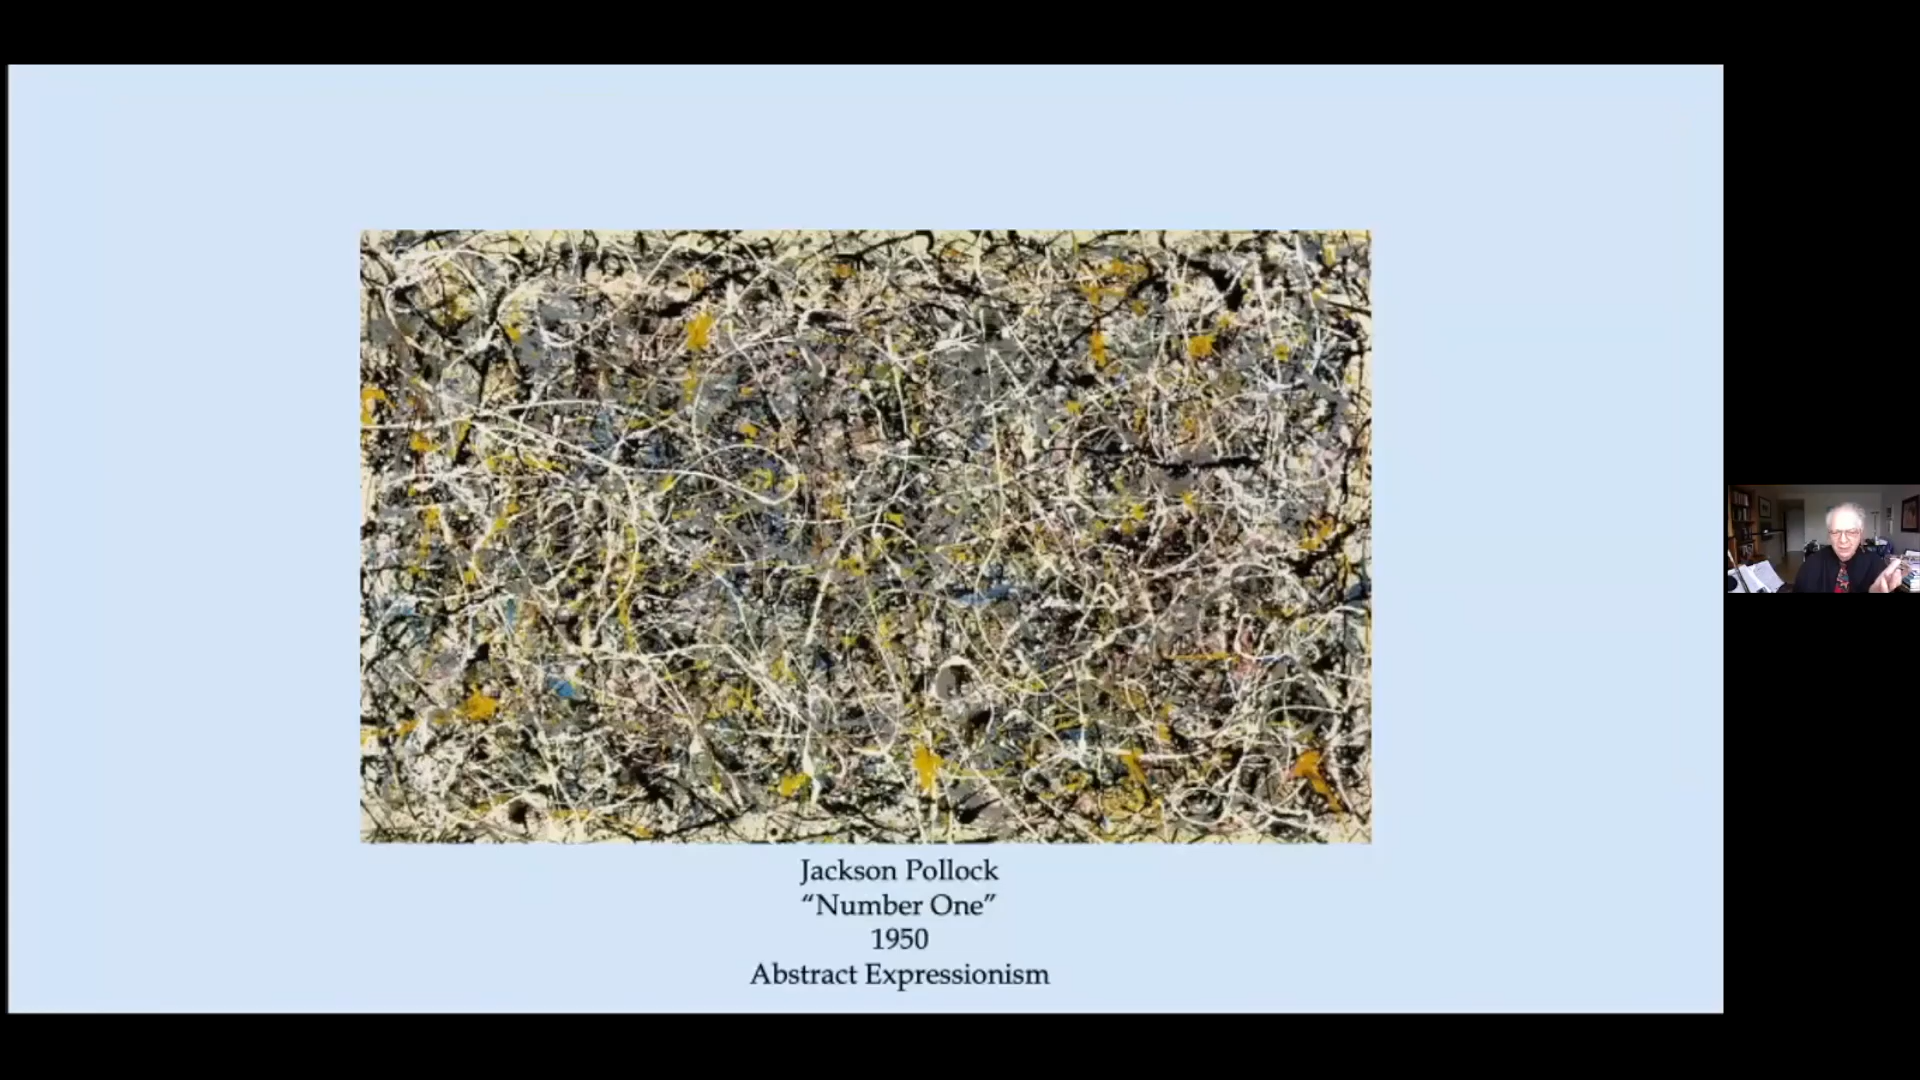 Jackson Pollock
“Number One”
1950
Abstract Expressionism